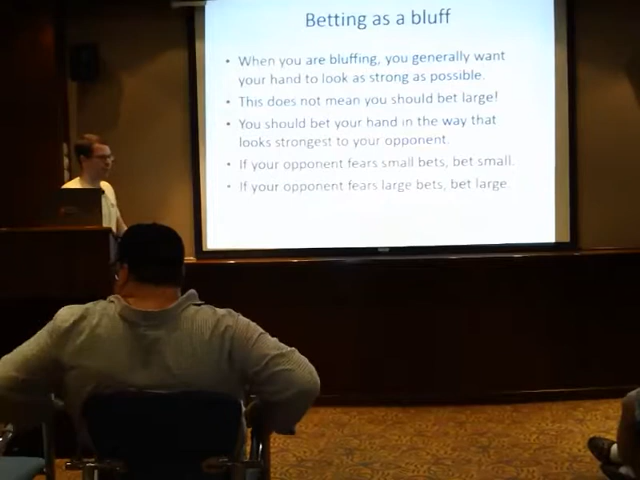 Betting as a bluff
• When you are bluffing, you generally want
your hand to look as strong as possible.
• This does not mean you should bet large!
• You should bet your hand in the way that
looks strongest to your opponent.
• If your opponent fears small bets, bet small.
• If your opponent fears large bets, bet large.